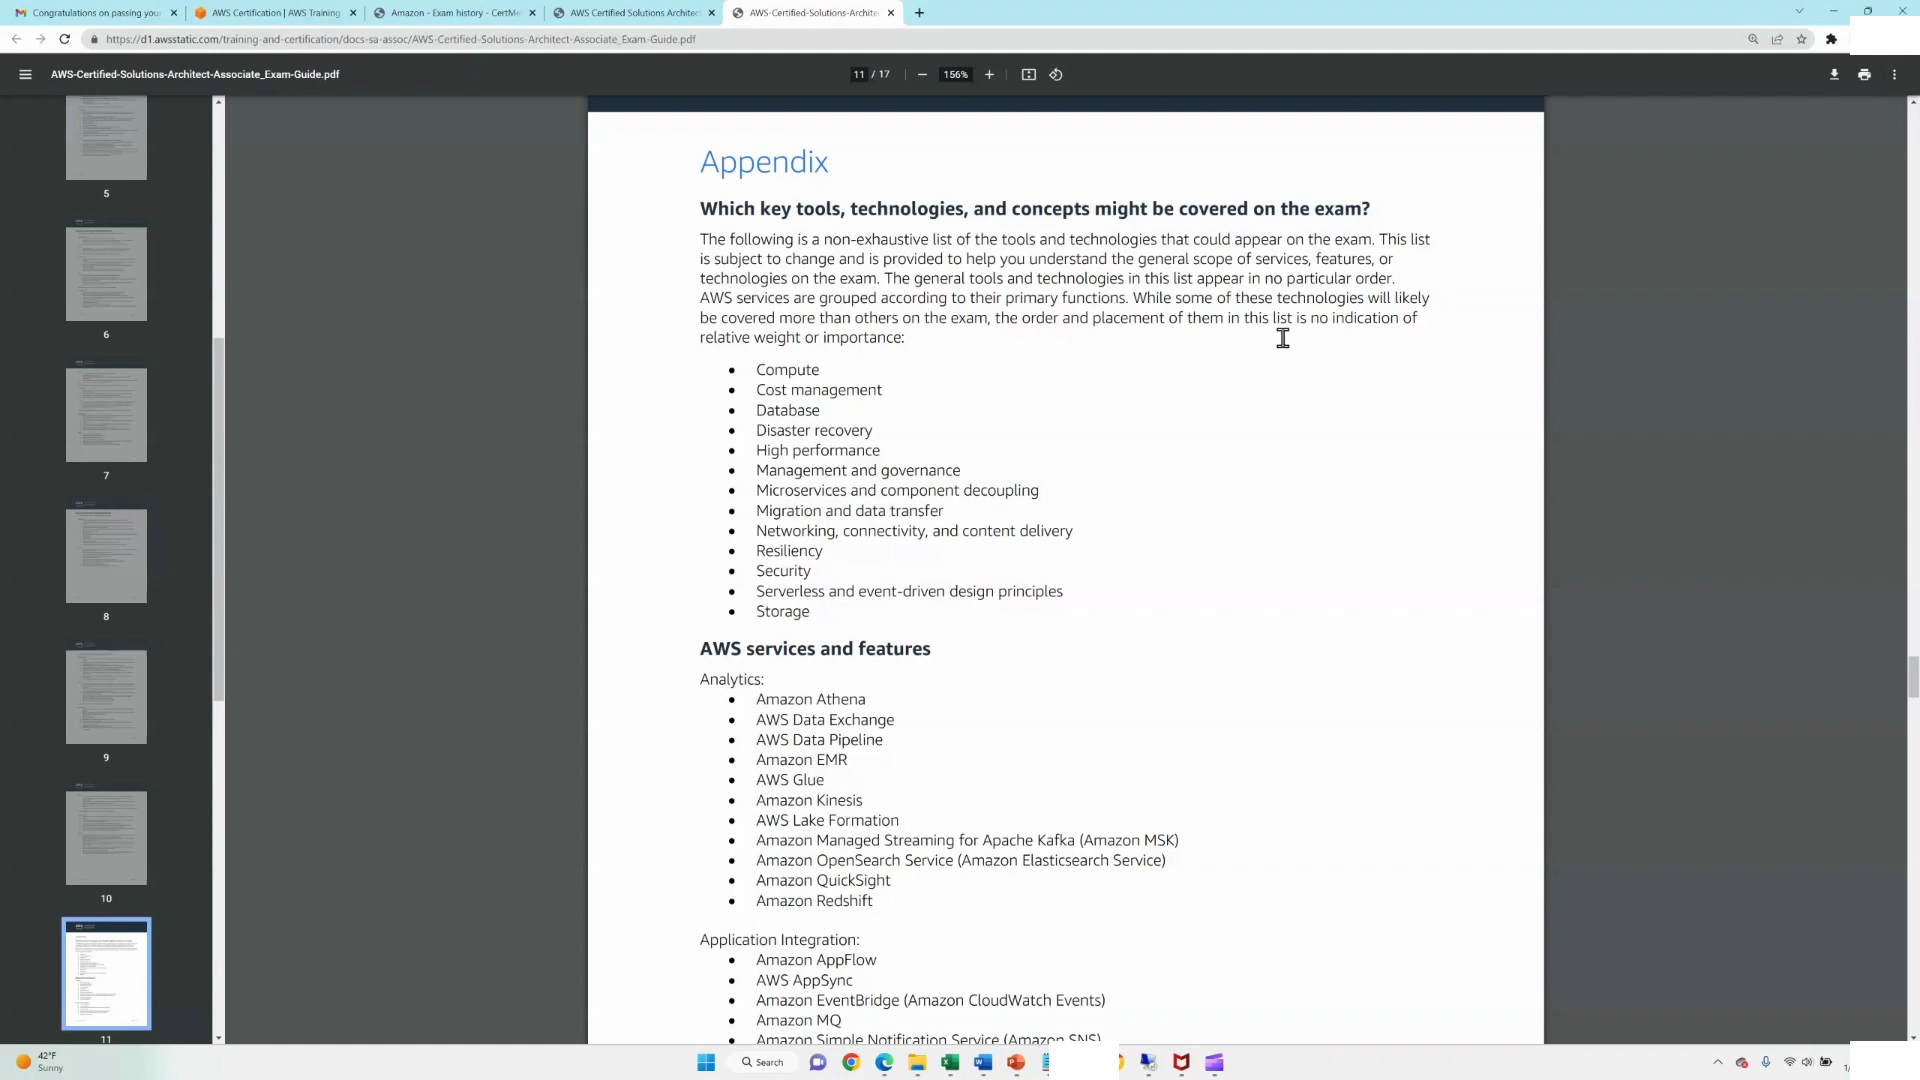 Congratulations on passing your
AWS Certification | AWS Training
Amazon - Exam history - CertMe
AWS Certified Solutions Architec
AWS-Certified-Solutions-Archite
https://d1.awsstatic.com/training-and-certification/docs-sa-assoc/AWS-Certified-Solutions-Architect-Associate_Exam-Guide.pdf
AWS-Certified-Solutions-Architect-Associate_Exam-Guide.pdf
11 / 17
156%
5
6
7
8
9
10
11
Appendix
Which key tools, technologies, and concepts might be covered on the exam?
The following is a non-exhaustive list of the tools and technologies that could appear on the exam. This list
is subject to change and is provided to help you understand the general scope of services, features, or
technologies on the exam. The general tools and technologies in this list appear in no particular order.
AWS services are grouped according to their primary functions. While some of these technologies will likely
be covered more than others on the exam, the order and placement of them in this list is no indication of
relative weight or importance:
• Compute
• Cost management
• Database
• Disaster recovery
• High performance
• Management and governance
• Microservices and component decoupling
• Migration and data transfer
• Networking, connectivity, and content delivery
• Resiliency
• Security
• Serverless and event-driven design principles
• Storage
AWS services and features
Analytics:
• Amazon Athena
• AWS Data Exchange
• AWS Data Pipeline
• Amazon EMR
• AWS Glue
• Amazon Kinesis
• AWS Lake Formation
• Amazon Managed Streaming for Apache Kafka (Amazon MSK)
• Amazon OpenSearch Service (Amazon Elasticsearch Service)
• Amazon QuickSight
• Amazon Redshift
Application Integration:
• Amazon AppFlow
• AWS AppSync
• Amazon EventBridge (Amazon CloudWatch Events)
• Amazon MQ
• Amazon Simple Notification Service (Amazon SNS)
42°F
Sunny
Search